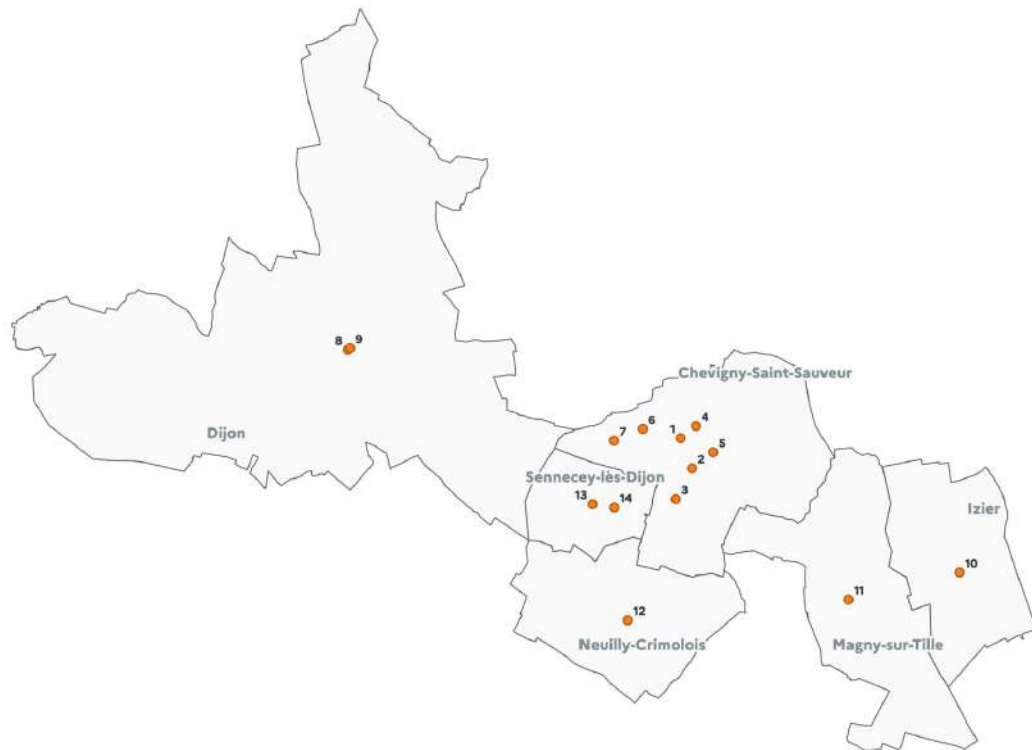 Chevigny-Saint-Sauveur
Dijon
Sennecey-lès-Dijon
Izier
Neuilly-Crimolois
Magny-sur-Tille
8
9
7
6
1
4
5
2
3
13
14
12
11
10